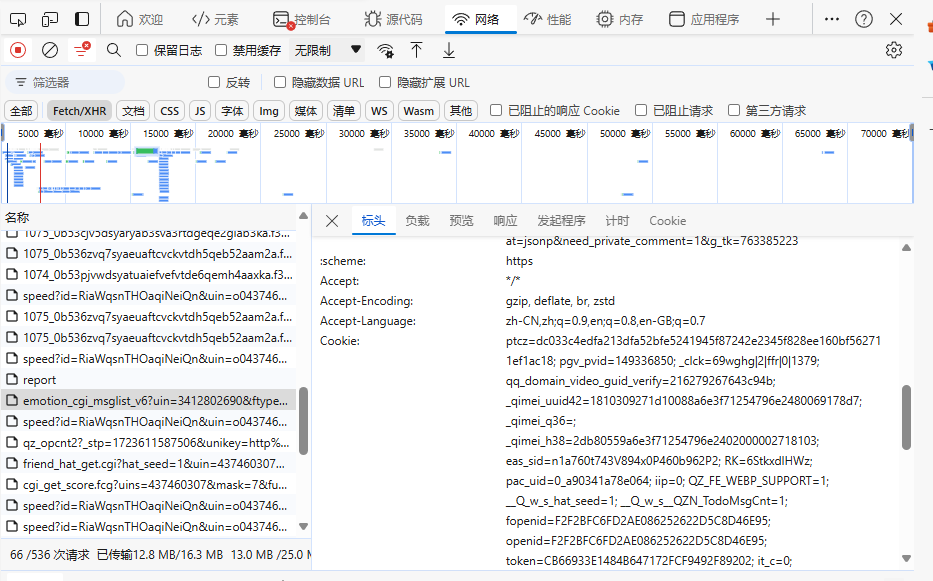 欢迎 元素 控制台 源代码 网络 性能 内存 应用程序
保留日志 禁用缓存 无限制
筛选器 反转 隐藏数据 URL 隐藏扩展 URL
全部 Fetch/XHR 文档 CSS JS 字体 Img 媒体 清单 WS Wasm 其他 已阻止的响应 Cookie 已阻止请求 第三方请求
5000 毫秒 10000 毫秒 15000 毫秒 20000 毫秒 25000 毫秒 30000 毫秒 35000 毫秒 40000 毫秒 45000 毫秒 50000 毫秒 55000 毫秒 60000 毫秒 65000 毫秒 70000 毫秒
名称
1075_0b53cjv5dsyaryab3sva3rtdgeqe2glab3ka.f3...
1075_0b536zvq7syaeuaftcvckvtdh5qeb52aam2a.f...
1074_0b53pjvwdsyatuaiefvefvtde6qemh4aaxka.f3...
speed?id=RiaWqsnTHOaqiNeiQn&uin=o043746...
1075_0b536zvq7syaeuaftcvckvtdh5qeb52aam2a.f...
1075_0b536zvq7syaeuaftcvckvtdh5qeb52aam2a.f...
speed?id=RiaWqsnTHOaqiNeiQn&uin=o043746...
report
emotion_cgi_msglist_v6?uin=3412802690&ftype...
speed?id=RiaWqsnTHOaqiNeiQn&uin=o043746...
qz_opcnt2?_stp=1723611587506&unikey=http%...
friend_hat_get.cgi?hat_seed=1&uin=437460307...
cgi_get_score.fcg?uins=437460307&mask=7&fu...
speed?id=RiaWqsnTHOaqiNeiQn&uin=o043746...
speed?id=RiaWqsnTHOaqiNeiQn&uin=o043746...
66 /536 次请求 已传输12.8 MB/16.3 MB 13.0 MB /25.0 M
标头 负载 预览 响应 发起程序 计时 Cookie
at=jsonp&need_private_comment=1&g_tk=763385223
:scheme: https
Accept: */*
Accept-Encoding: gzip, deflate, br, zstd
Accept-Language: zh-CN,zh;q=0.9,en;q=0.8,en-GB;q=0.7
Cookie: ptcz=dc033c4edfa213dfa52bfe5241945f87242e2345f828ee160bf56271
1ef1ac18; pgv_pvid=149336850; _clck=69wghg|2|ffr|0|1379;
qq_domain_video_guid_verify=216279267643c94b;
_qimei_uuid42=1810309271d10088a6e3f71254796e2480069178d7;
_qimei_q36=;
_qimei_h38=2db80559a6e3f71254796e2402000002718103;
eas_sid=n1a760t743V894x0P460b962P2; RK=6StkxdIHWz;
pac_uid=0_a90341a78e064; iip=0; QZ_FE_WEBP_SUPPORT=1;
__Q_w_s_hat_seed=1; __Q_w_s__QZN_TodoMsgCnt=1;
fopenid=F2F2BFC6FD2AE086252622D5C8D46E95;
openid=F2F2BFC6FD2AE086252622D5C8D46E95;
token=CB66933E1484B647172FCF9492F89202; it_c=0;